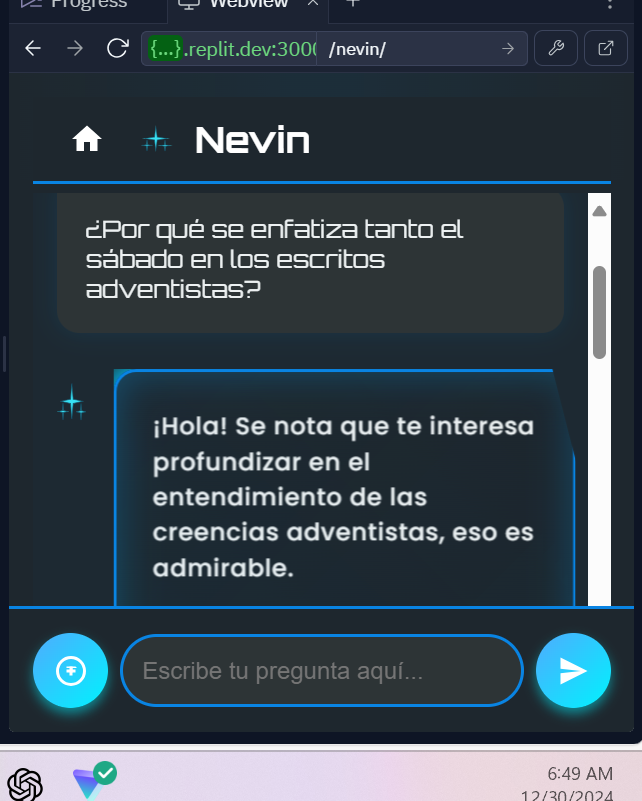 Progress
Webview
{...}.replit.dev:3000
/nevin/
Nevin
¿Por qué se enfatiza tanto el
sábado en los escritos
adventistas?
¡Hola! Se nota que te interesa
profundizar en el
entendimiento de las
creencias adventistas, eso es
admirable.
Escribe tu pregunta aquí...
6:49 AM
12/30/2024